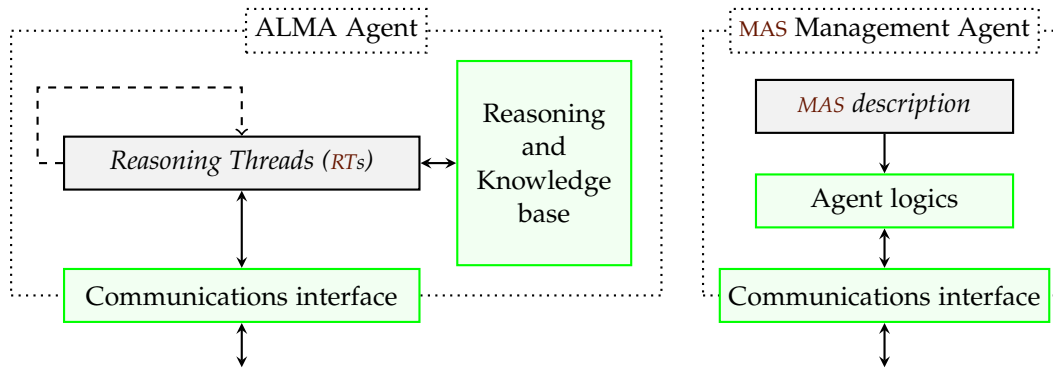 ALMA Agent
Reasoning Threads (RTs)
Reasoning
and
Knowledge
base
Communications interface
MAS Management Agent
MAS description
Agent logics
Communications interface